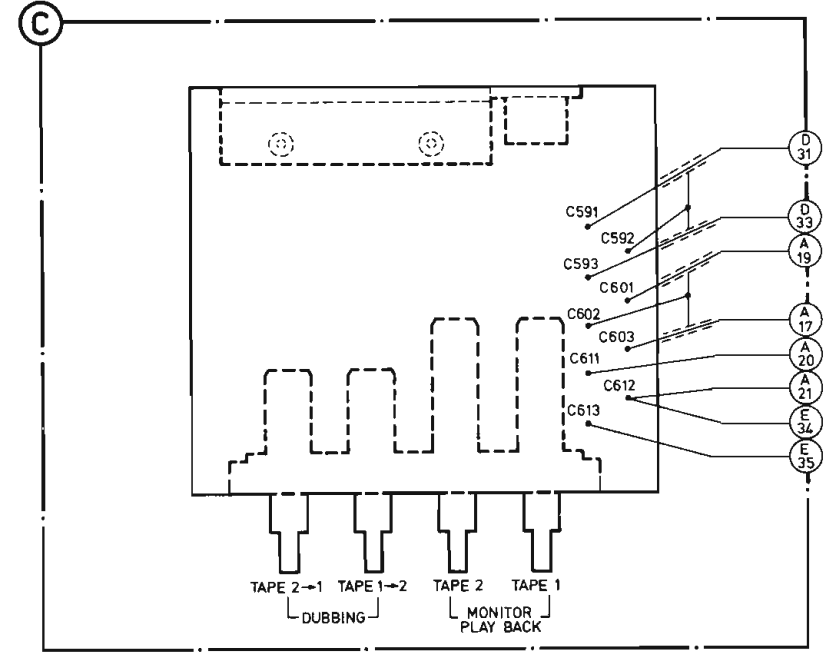 C
D
31
C591
D
33
C592
A
19
C593
C601
C602
A
17
C603
A
20
C611
A
21
C612
C613
E
34
E
35
TAPE 2→1 TAPE 1→2 TAPE 2 TAPE 1
DUBBING MONITOR
PLAY BACK